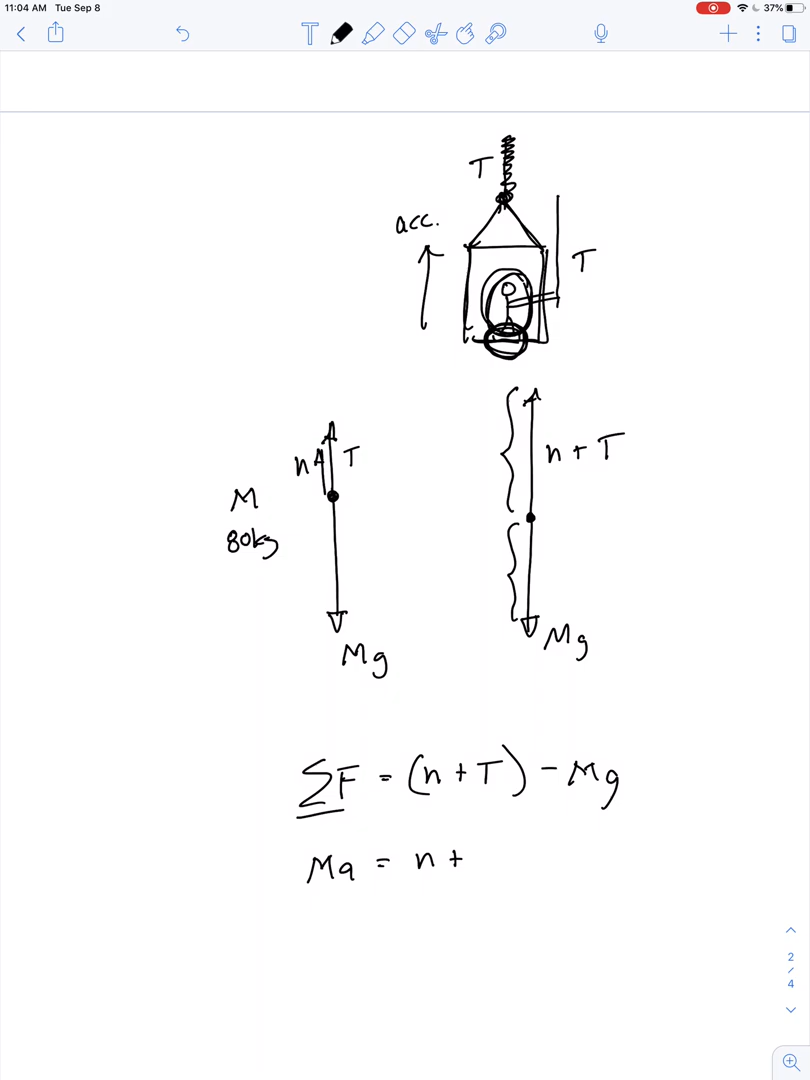 11:04 AM Tue Sep 8
37%
T
T
acc.
T
n
T
n + T
M
80kg
Mg
Mg
ΣF = (n + T) - Mg
Ma = n +
2
/
4